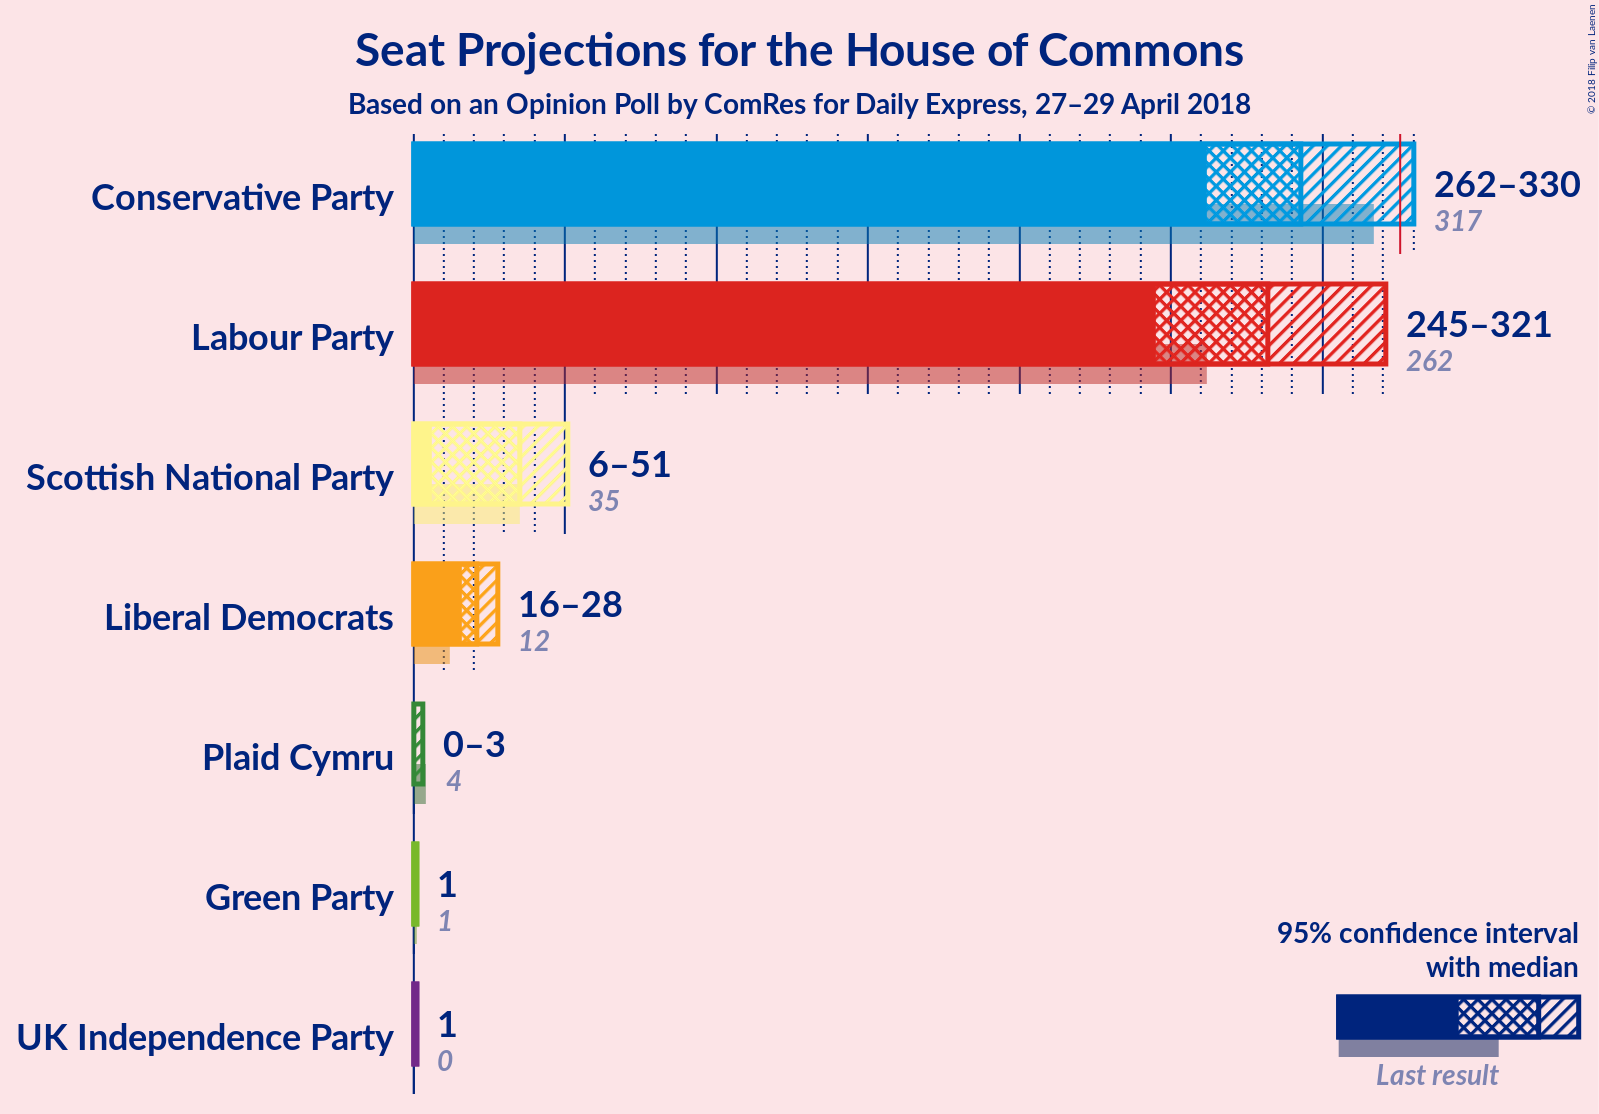 Seat Projections for the House of Commons
Based on an Opinion Poll by ComRes for Daily Express, 27–29 April 2018
© 2018 Filip van Laenen
Conservative Party
262–330
317
Labour Party
245–321
262
Scottish National Party
6–51
35
Liberal Democrats
16–28
12
Plaid Cymru
0–3
4
Green Party
1
1
UK Independence Party
1
0
95% confidence interval
with median
Last result